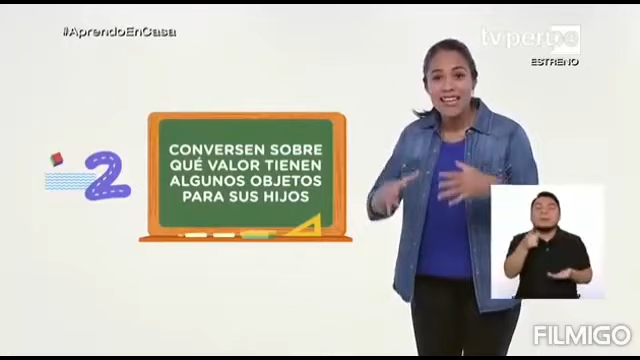 #AprendoEnCasa
tvperú
ESTRENO
2
CONVERSEN SOBRE
QUÉ VALOR TIENEN
ALGUNOS OBJETOS
PARA SUS HIJOS
FILMIGO